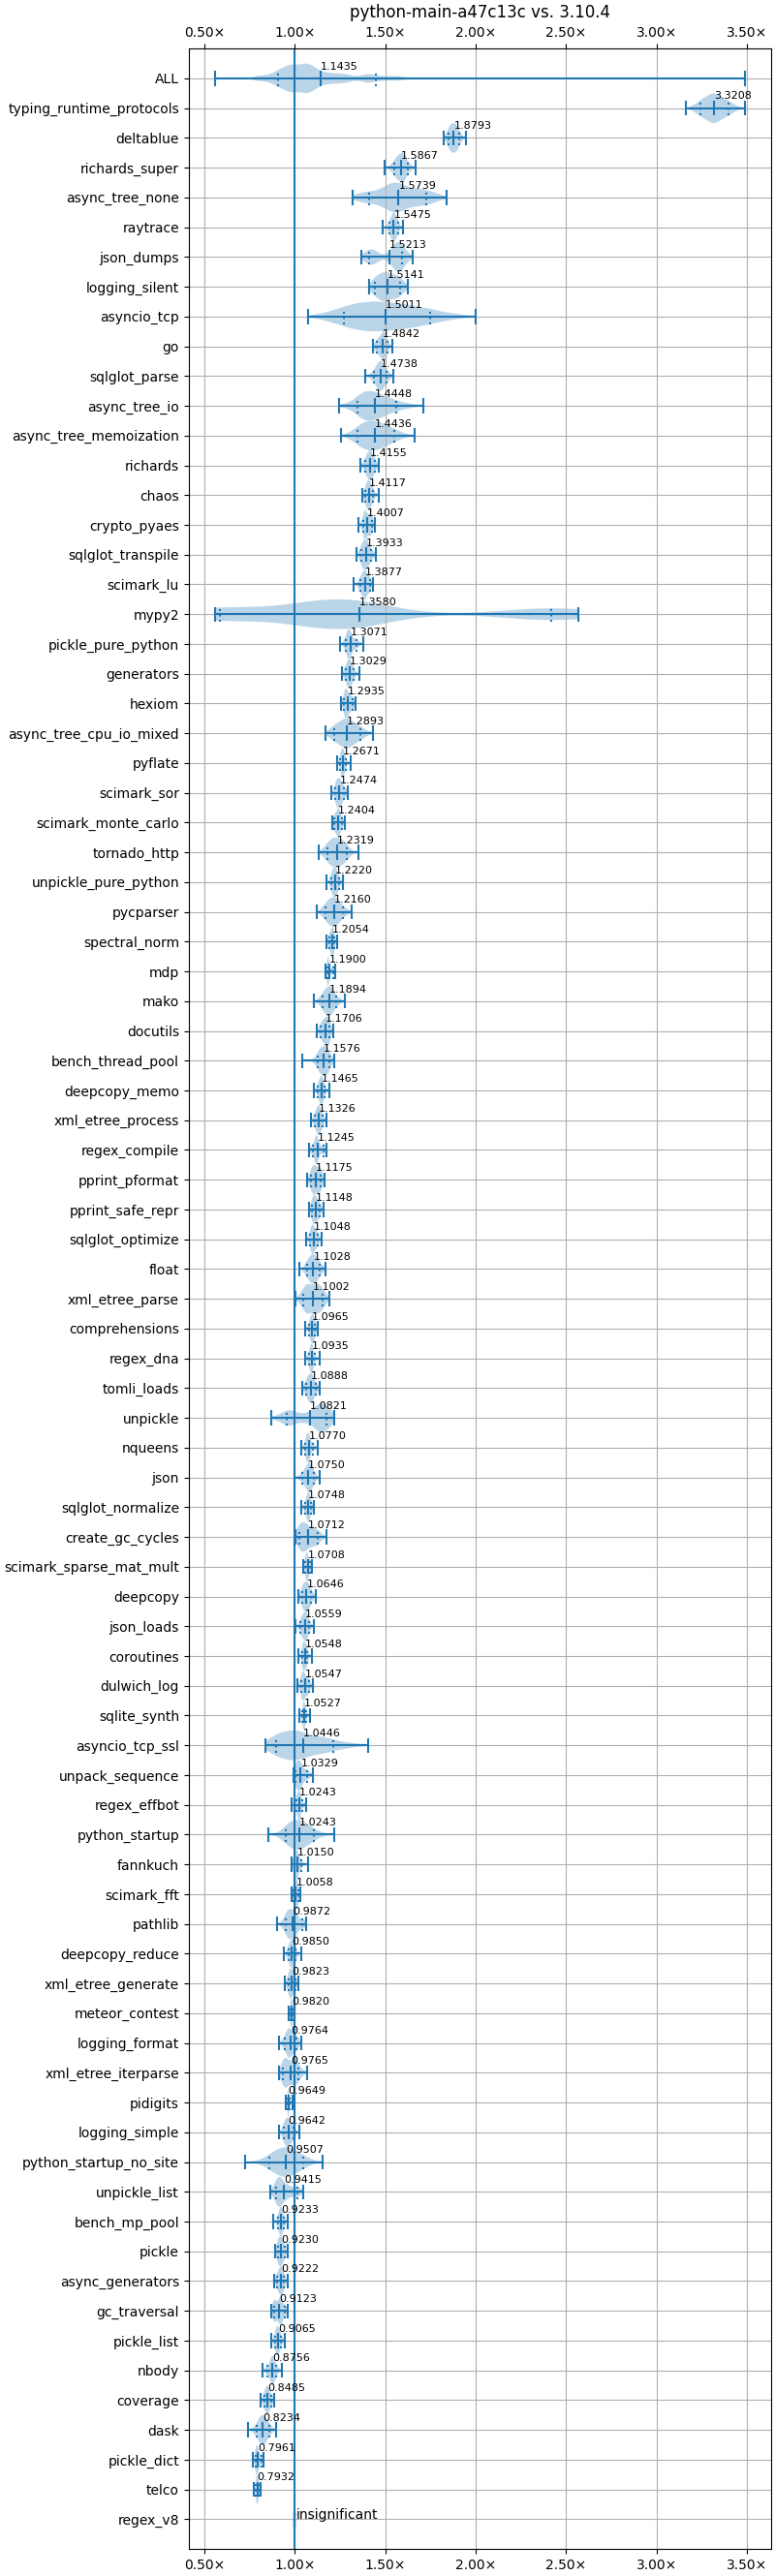 python-main-a47c13c vs. 3.10.4
0.50× 1.00× 1.50× 2.00× 2.50× 3.00× 3.50×
ALL 1.1435
typing_runtime_protocols 3.3208
deltablue 1.8793
richards_super 1.5867
async_tree_none 1.5739
raytrace 1.5475
json_dumps 1.5213
logging_silent 1.5141
asyncio_tcp 1.5011
go 1.4842
sqlglot_parse 1.4738
async_tree_io 1.4448
async_tree_memoization 1.4436
richards 1.4155
chaos 1.4117
crypto_pyaes 1.4007
sqlglot_transpile 1.3933
scimark_lu 1.3877
mypy2 1.3580
pickle_pure_python 1.3071
generators 1.3029
hexiom 1.2935
async_tree_cpu_io_mixed 1.2893
pyflate 1.2671
scimark_sor 1.2474
scimark_monte_carlo 1.2404
tornado_http 1.2319
unpickle_pure_python 1.2220
pycparser 1.2160
spectral_norm 1.2054
mdp 1.1900
mako 1.1894
docutils 1.1706
bench_thread_pool 1.1576
deepcopy_memo 1.1465
xml_etree_process 1.1326
regex_compile 1.1245
pprint_pformat 1.1175
pprint_safe_repr 1.1148
sqlglot_optimize 1.1048
float 1.1028
xml_etree_parse 1.1002
comprehensions 1.0965
regex_dna 1.0935
tomli_loads 1.0888
unpickle 1.0821
nqueens 1.0770
json 1.0750
sqlglot_normalize 1.0748
create_gc_cycles 1.0712
scimark_sparse_mat_mult 1.0708
deepcopy 1.0646
json_loads 1.0559
coroutines 1.0548
dulwich_log 1.0547
sqlite_synth 1.0527
asyncio_tcp_ssl 1.0446
unpack_sequence 1.0329
regex_effbot 1.0243
python_startup 1.0243
fannkuch 1.0150
scimark_fft 1.0058
pathlib 0.9872
deepcopy_reduce 0.9850
xml_etree_generate 0.9823
meteor_contest 0.9820
logging_format 0.9764
xml_etree_iterparse 0.9765
pidigits 0.9649
logging_simple 0.9642
python_startup_no_site 0.9507
unpickle_list 0.9415
bench_mp_pool 0.9233
pickle 0.9230
async_generators 0.9222
gc_traversal 0.9123
pickle_list 0.9065
nbody 0.8756
coverage 0.8485
dask 0.8234
pickle_dict 0.7961
telco 0.7932
regex_v8 insignificant
0.50× 1.00× 1.50× 2.00× 2.50× 3.00× 3.50×